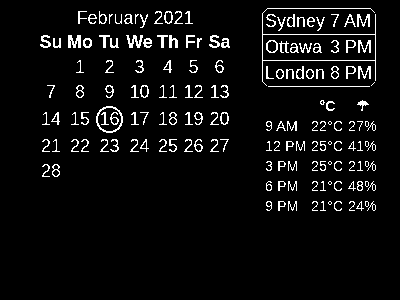 February 2021
Su Mo Tu We Th Fr Sa
1 2 3 4 5 6
7 8 9 10 11 12 13
14 15 16 17 18 19 20
21 22 23 24 25 26 27
28
Sydney 7 AM
Ottawa 3 PM
London 8 PM
°C ☂
9 AM 22°C 27%
12 PM 25°C 41%
3 PM 25°C 21%
6 PM 21°C 48%
9 PM 21°C 24%